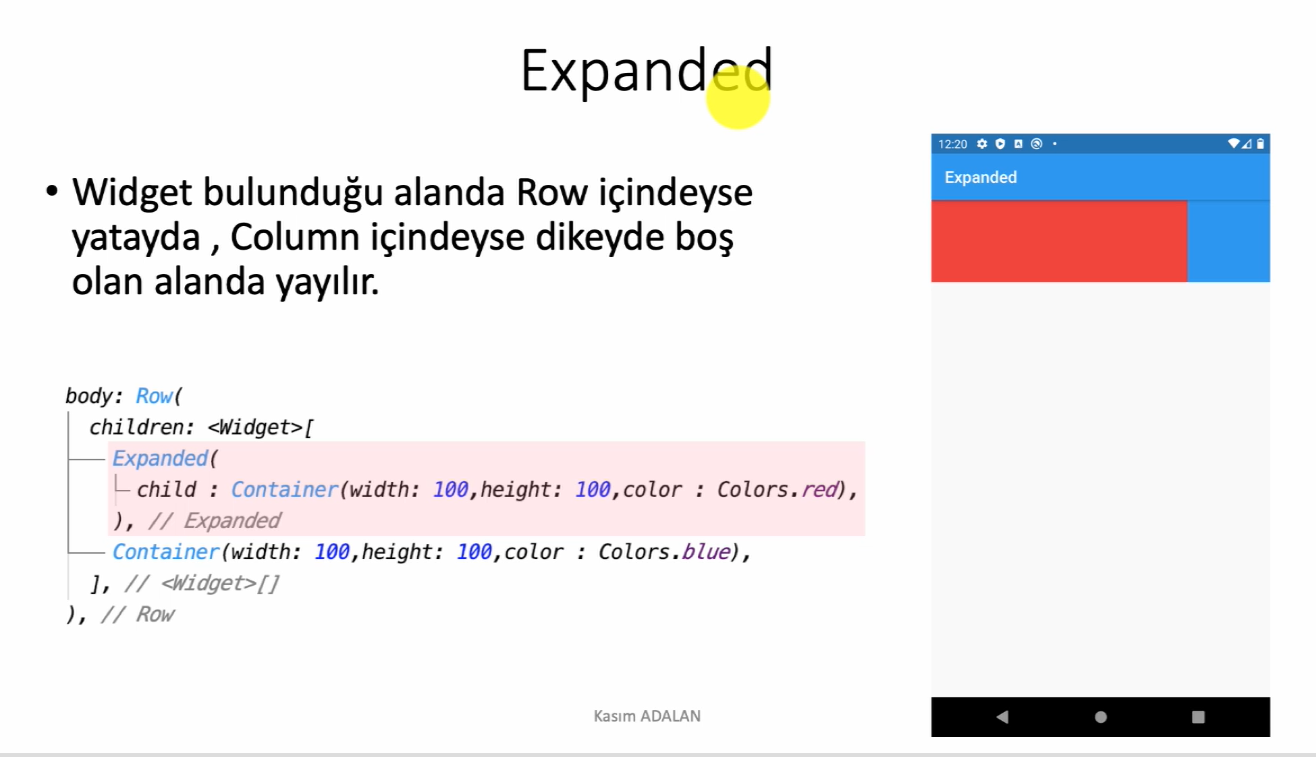 Expanded
• Widget bulunduğu alanda Row içindeyse
yatayda , Column içindeyse dikeyde boş
olan alanda yayılır.
body: Row(
children: <Widget>[
Expanded(
child : Container(width: 100,height: 100,color : Colors.red),
), // Expanded
Container(width: 100,height: 100,color : Colors.blue),
], // <Widget>[]
), // Row
12:20
Expanded
Kasım ADALAN